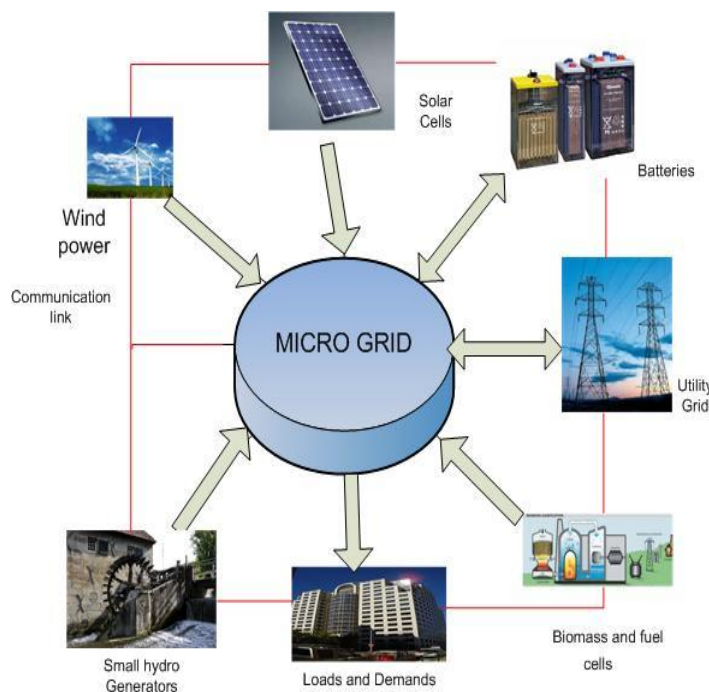 Solar
Cells
Batteries
Wind
power
Communication
link
MICRO GRID
Utility
Grid
Biomass and fuel
cells
Small hydro
Generators
Loads and Demands